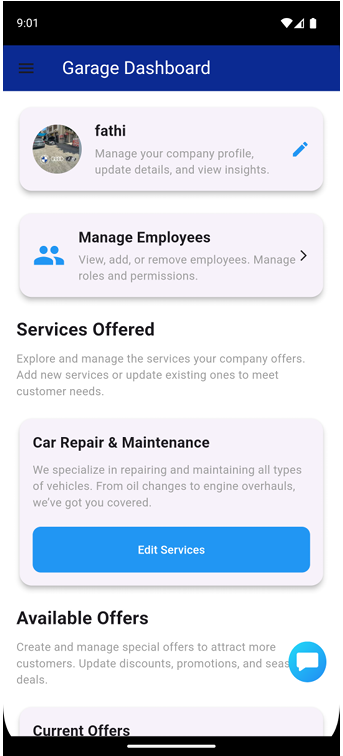 9:01
Garage Dashboard
fathi
Manage your company profile,
update details, and view insights.
Manage Employees
View, add, or remove employees. Manage
roles and permissions.
Services Offered
Explore and manage the services your company offers.
Add new services or update existing ones to meet
customer needs.
Car Repair & Maintenance
We specialize in repairing and maintaining all types
of vehicles. From oil changes to engine overhauls,
we've got you covered.
Edit Services
Available Offers
Create and manage special offers to attract more
customers. Update discounts, promotions, and
deals.
Current Offers